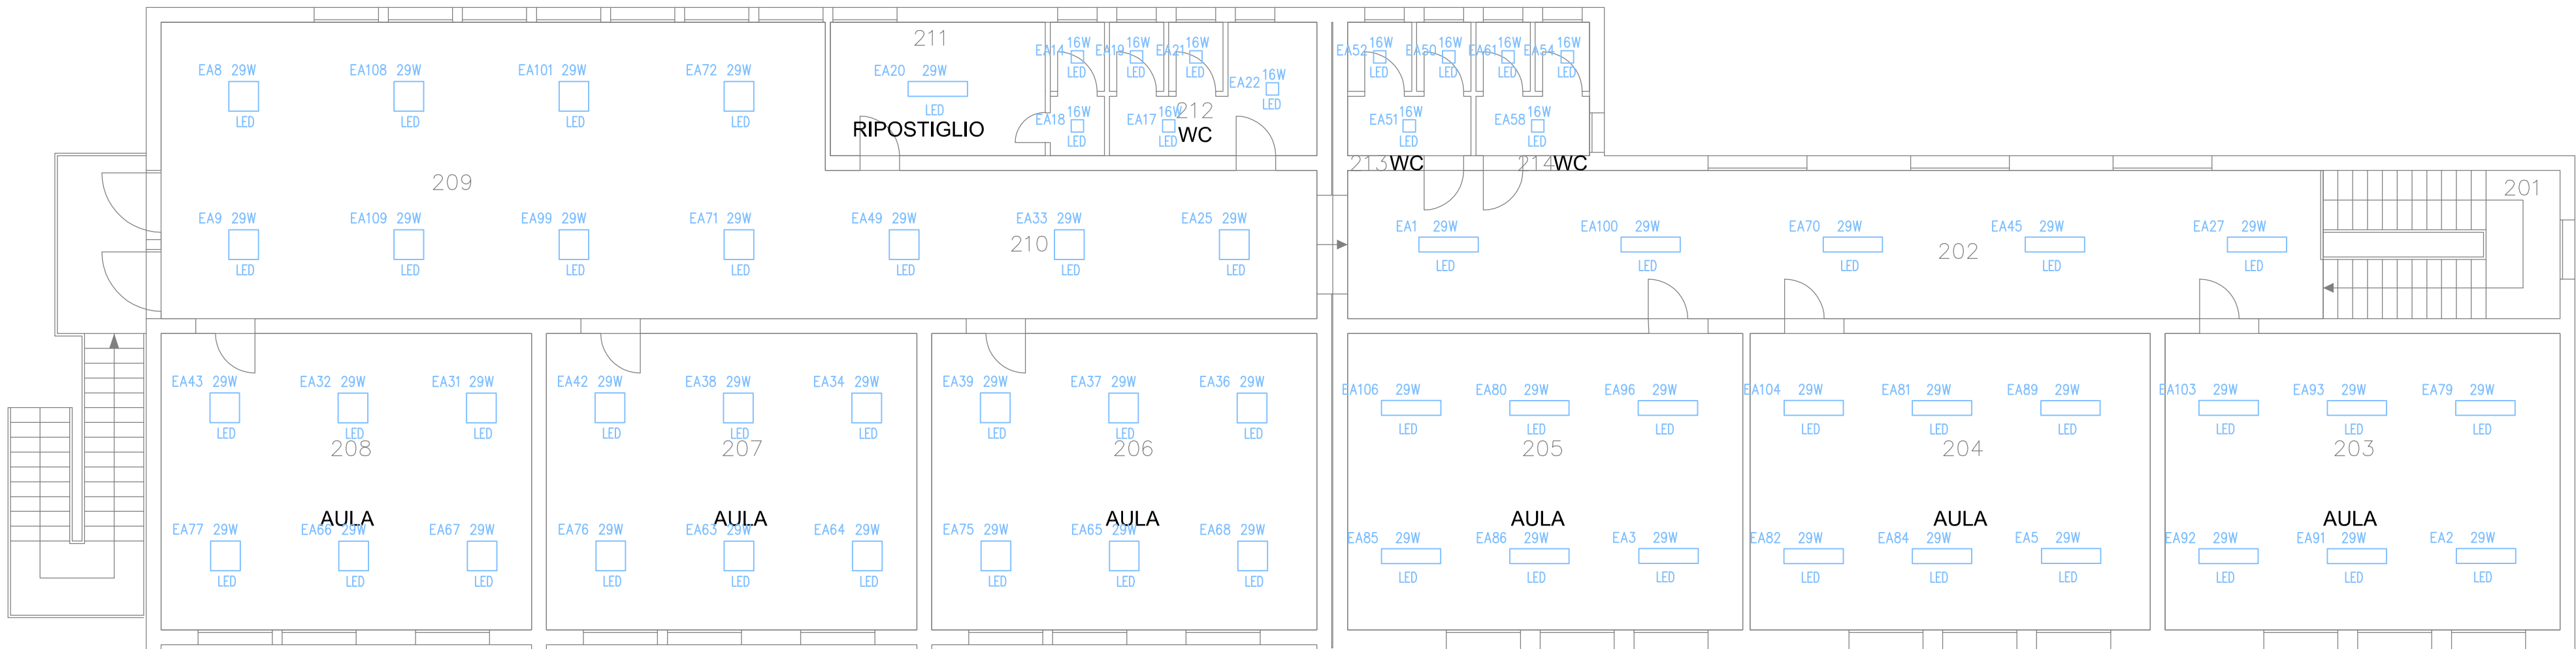 211
EA14 16W LED
EA19 16W LED
EA21 16W LED
EA52 16W LED
EA50 16W LED
EA61 16W LED
EA54 16W LED
EA8 29W LED
EA108 29W LED
EA101 29W LED
EA72 29W LED
EA20 29W LED
EA22 16W LED
EA18 16W LED
EA17 16W LED
212
EA51 16W LED
EA58 16W LED
RIPOSTIGLIO
WC
213 WC
214 WC
209
201
EA9 29W LED
EA109 29W LED
EA99 29W LED
EA71 29W LED
EA49 29W LED
EA33 29W LED
EA25 29W LED
EA1 29W LED
EA100 29W LED
EA70 29W LED
EA45 29W LED
EA27 29W LED
210
202
EA43 29W LED
EA32 29W LED
EA31 29W LED
EA42 29W LED
EA38 29W LED
EA34 29W LED
EA39 29W LED
EA37 29W LED
EA36 29W LED
EA106 29W LED
EA80 29W LED
EA96 29W LED
EA104 29W LED
EA81 29W LED
EA89 29W LED
EA103 29W LED
EA93 29W LED
EA79 29W LED
208
207
206
205
204
203
AULA
AULA
AULA
AULA
AULA
AULA
EA77 29W LED
EA66 29W LED
EA67 29W LED
EA76 29W LED
EA63 29W LED
EA64 29W LED
EA75 29W LED
EA65 29W LED
EA68 29W LED
EA85 29W LED
EA86 29W LED
EA3 29W LED
EA82 29W LED
EA84 29W LED
EA5 29W LED
EA92 29W LED
EA91 29W LED
EA2 29W LED